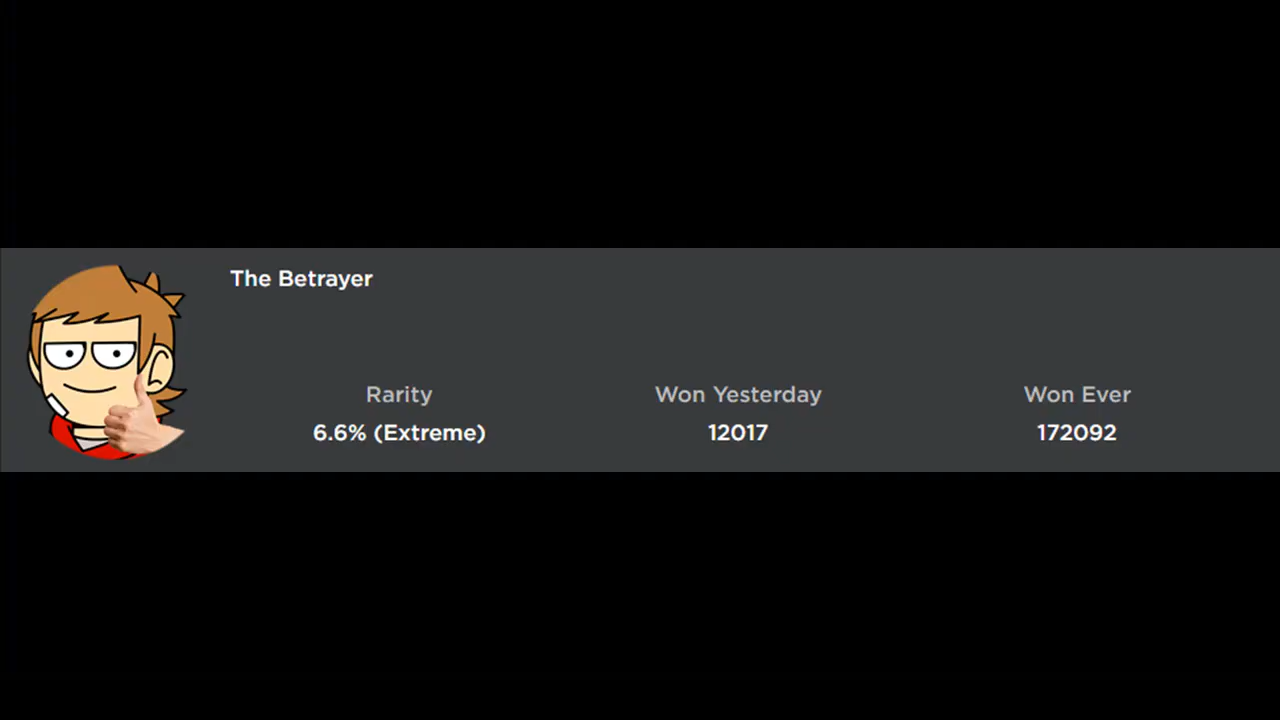 The Betrayer
Rarity
Won Yesterday
Won Ever
6.6% (Extreme)
12017
172092